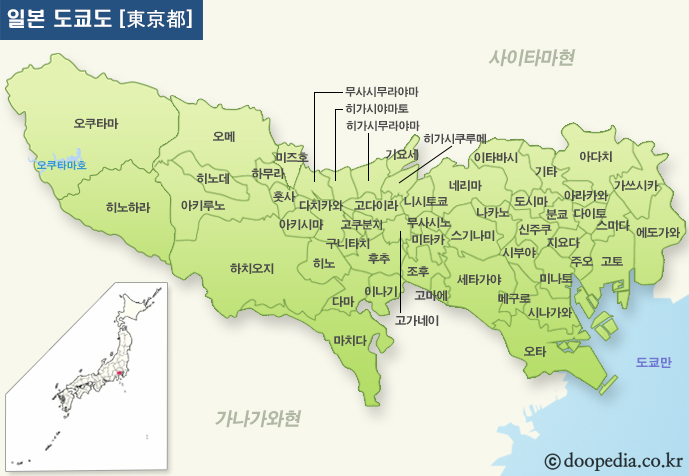 일본 도쿄도 [東京都]
사이타마현
무사시무라야마
히가시야마토
히가시무라야마
히가시쿠루메
오쿠타마
오메
미즈호
기요세
이타바시
기타
아다치
오쿠타마호
히노데
하무라
네리마
아라카와
가쓰시카
히노하라
아키루노
훗사
다치카와
고다이라
니시토쿄
나카노
도시마
분쿄
다이토
스미다
에도가와
아키시마
고쿠분지
무사시노
미타카
스기나미
신주쿠
지요다
구니타치
시부야
하치오지
히노
후추
조후
세타가야
미나토
주오
고토
다마
이나기
고마에
메구로
시나가와
고가네이
마치다
오타
도쿄만
가나가와현
ⓒdoopedia.co.kr